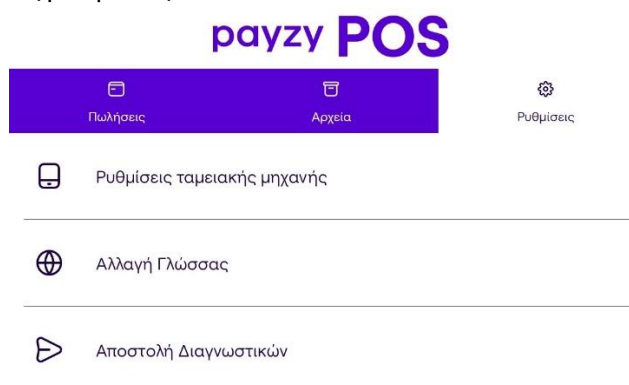 payzy POS
Πωλήσεις Αρχεία Ρυθμίσεις
Ρυθμίσεις ταμειακής μηχανής
Αλλαγή Γλώσσας
Αποστολή Διαγνωστικών